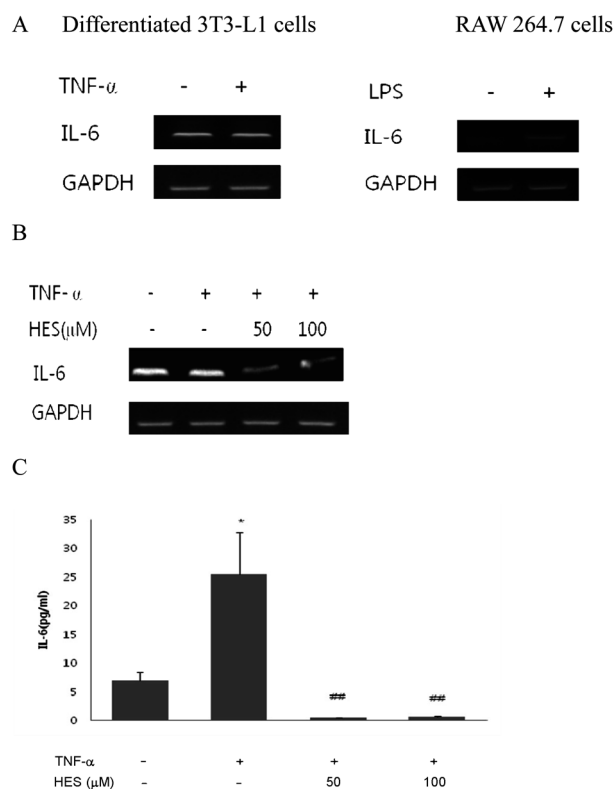 A Differentiated 3T3-L1 cells RAW 264.7 cells
TNF-α - +
IL-6
GAPDH
LPS - +
IL-6
GAPDH
B
TNF-α - + + +
HES(μM) - - 50 100
IL-6
GAPDH
C
35
30
25
20
15
10
5
0
IL-6(pg/ml)
*
##
##
TNF-α - + + +
HES (μM) - - 50 100